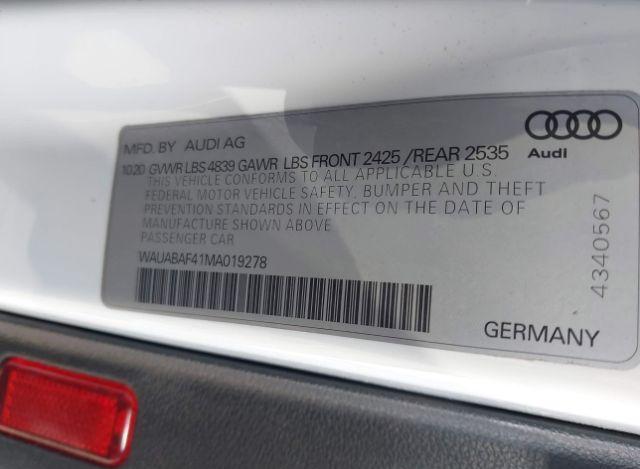 MFD. BY AUDI AG
10.20 GVWR LBS 4839 GAWR LBS FRONT 2425 /REAR 2535
THIS VEHICLE CONFORMS TO ALL APPLICABLE U.S.
FEDERAL MOTOR VEHICLE SAFETY, BUMPER AND THEFT
PREVENTION STANDARDS IN EFFECT ON THE DATE OF
MANUFACTURE SHOWN ABOVE
PASSENGER CAR
WAUABAF41MA019278
Audi
4340567
GERMANY